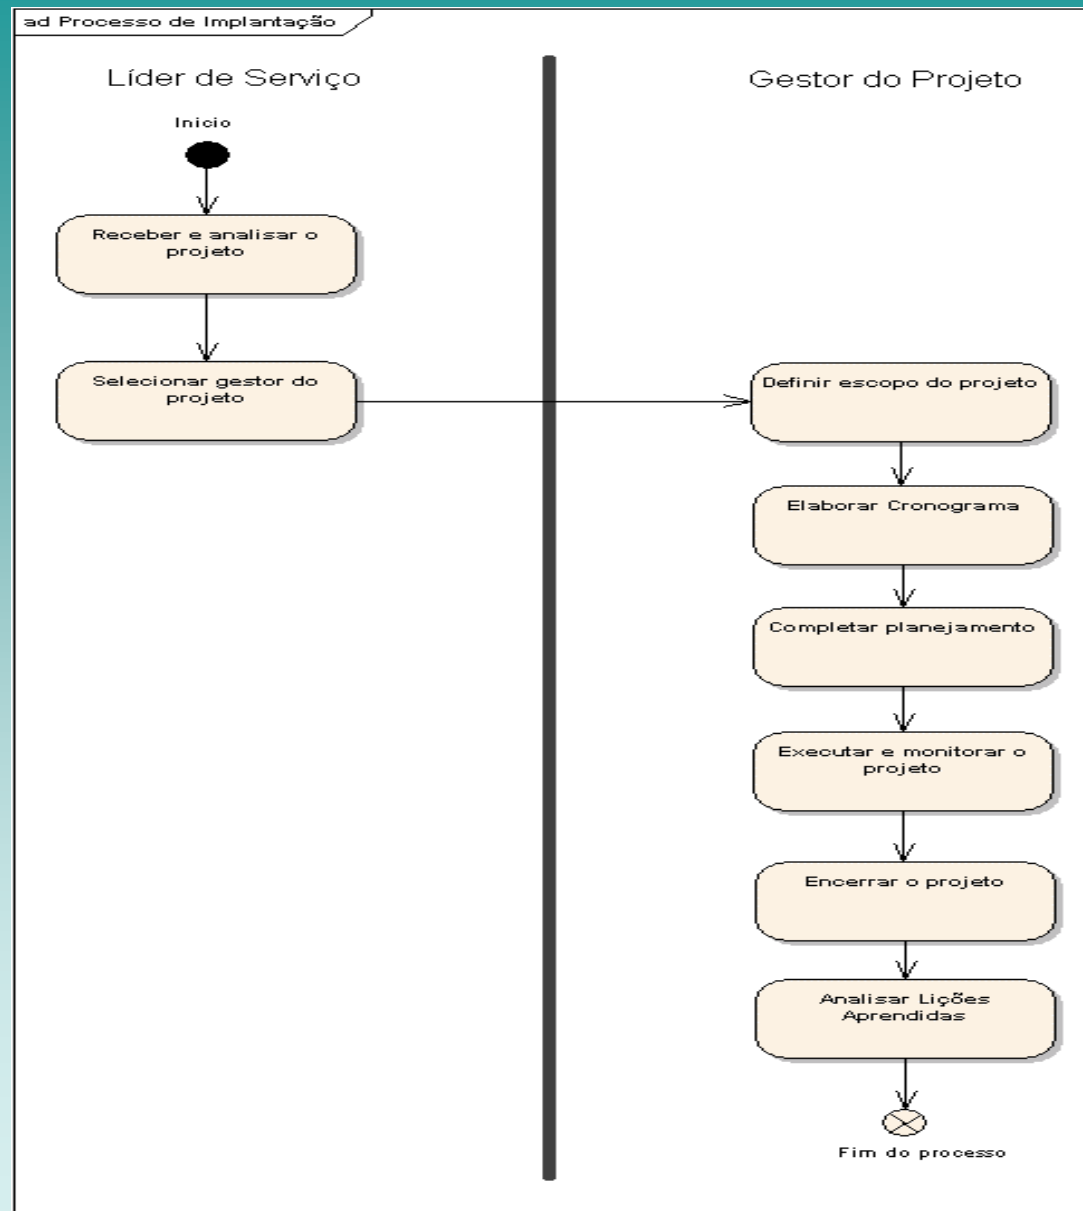 ad Processo de Implantação
Líder de Serviço
Gestor do Projeto
Inicio
Receber e analisar o
projeto
Selecionar gestor do
projeto
Definir escopo do projeto
Elaborar Cronograma
Completar planejamento
Executar e monitorar o
projeto
Encerrar o projeto
Analisar Lições
Aprendidas
Fim do processo